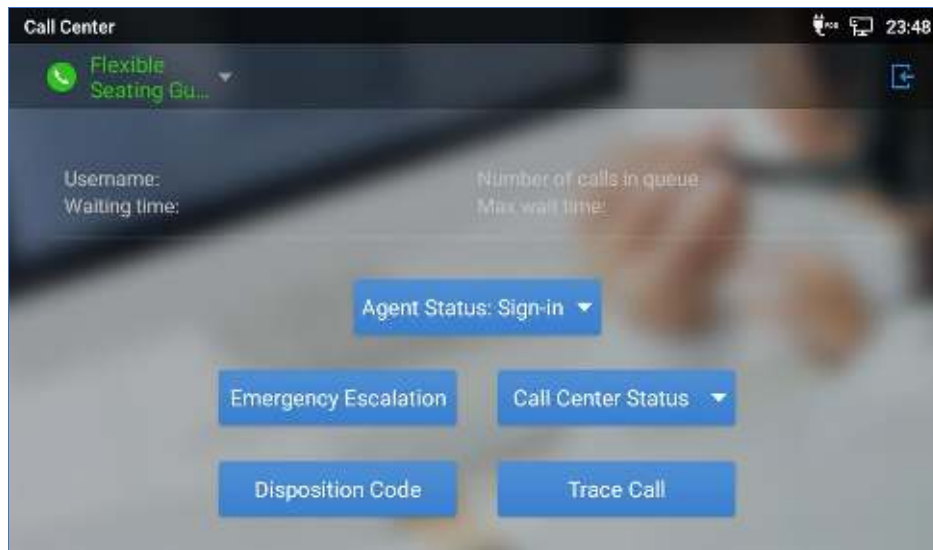 Call Center
23:48
Flexible
Seating Gu...
Username:
Number of calls in queue
Waiting time:
Max wait time:
Agent Status: Sign-in
Emergency Escalation
Call Center Status
Disposition Code
Trace Call